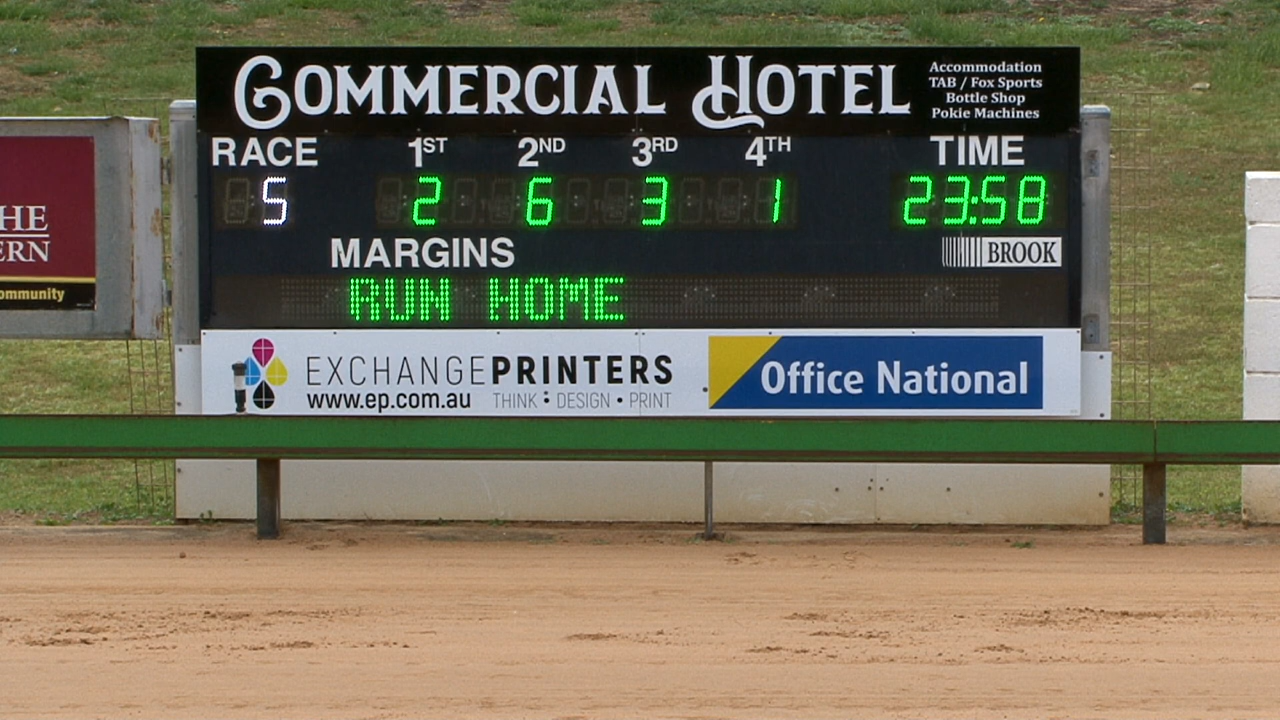 COMMERCIAL HOTEL
Accommodation
TAB / Fox Sports
Bottle Shop
Pokie Machines
RACE 1ST 2ND 3RD 4TH TIME
5 2 6 3 1 23:58
MARGINS
BROOK
RUN HOME
HE
ERN
ommunity
EXCHANGEPRINTERS
www.ep.com.au THINK : DESIGN • PRINT
Office National